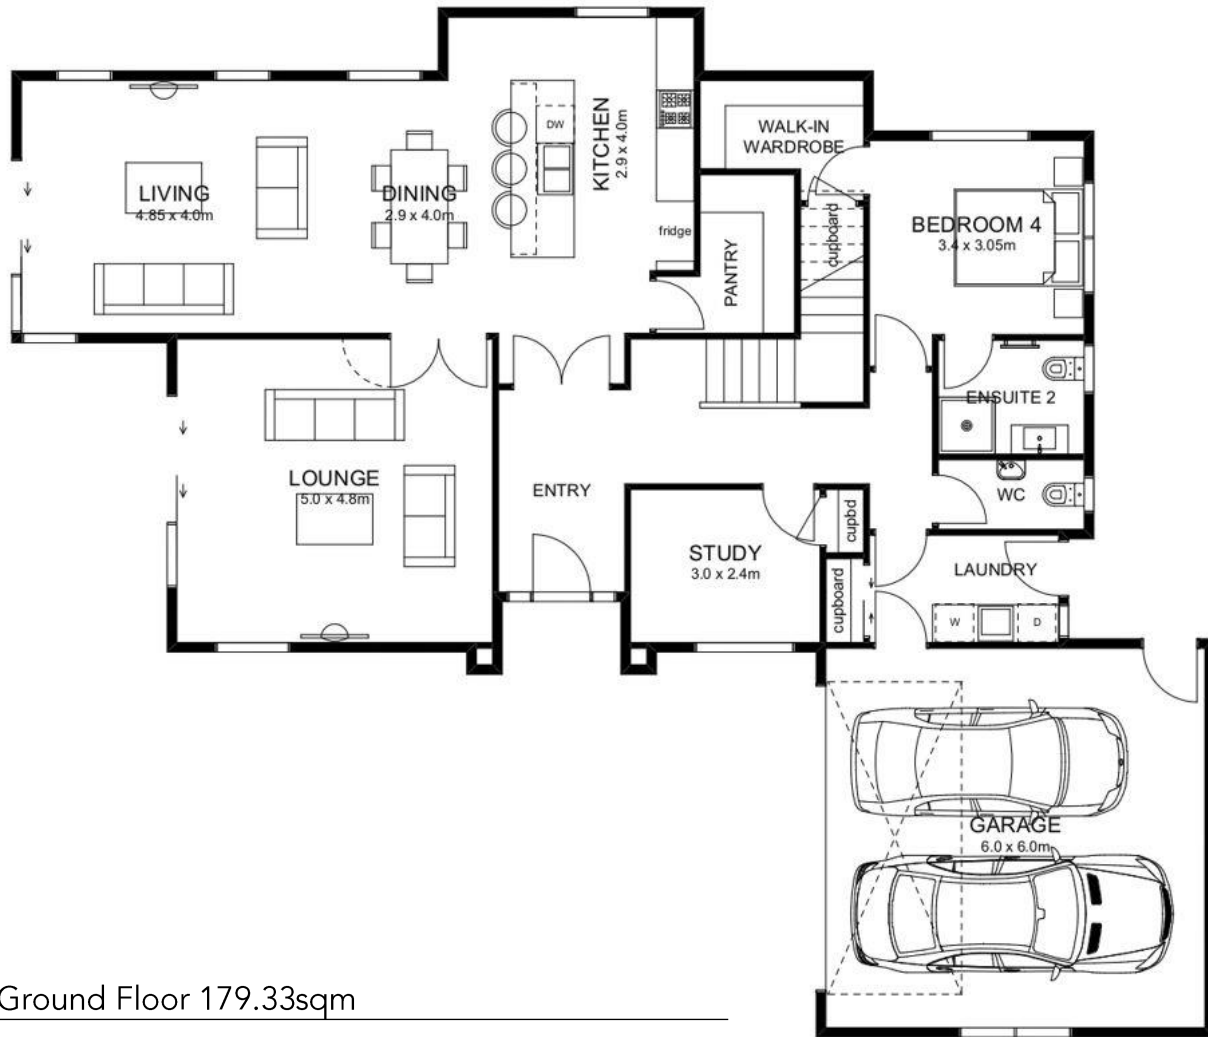 LIVING
4.85 x 4.0m
DINING
2.9 x 4.0m
DW
KITCHEN
2.9 x 4.0m
fridge
PANTRY
WALK-IN
WARDROBE
cupboard
BEDROOM 4
3.4 x 3.05m
ENSUITE 2
WC
LOUNGE
5.0 x 4.8m
ENTRY
STUDY
3.0 x 2.4m
cupbd
cupboard
LAUNDRY
W
D
GARAGE
6.0 x 6.0m
Ground Floor 179.33sqm